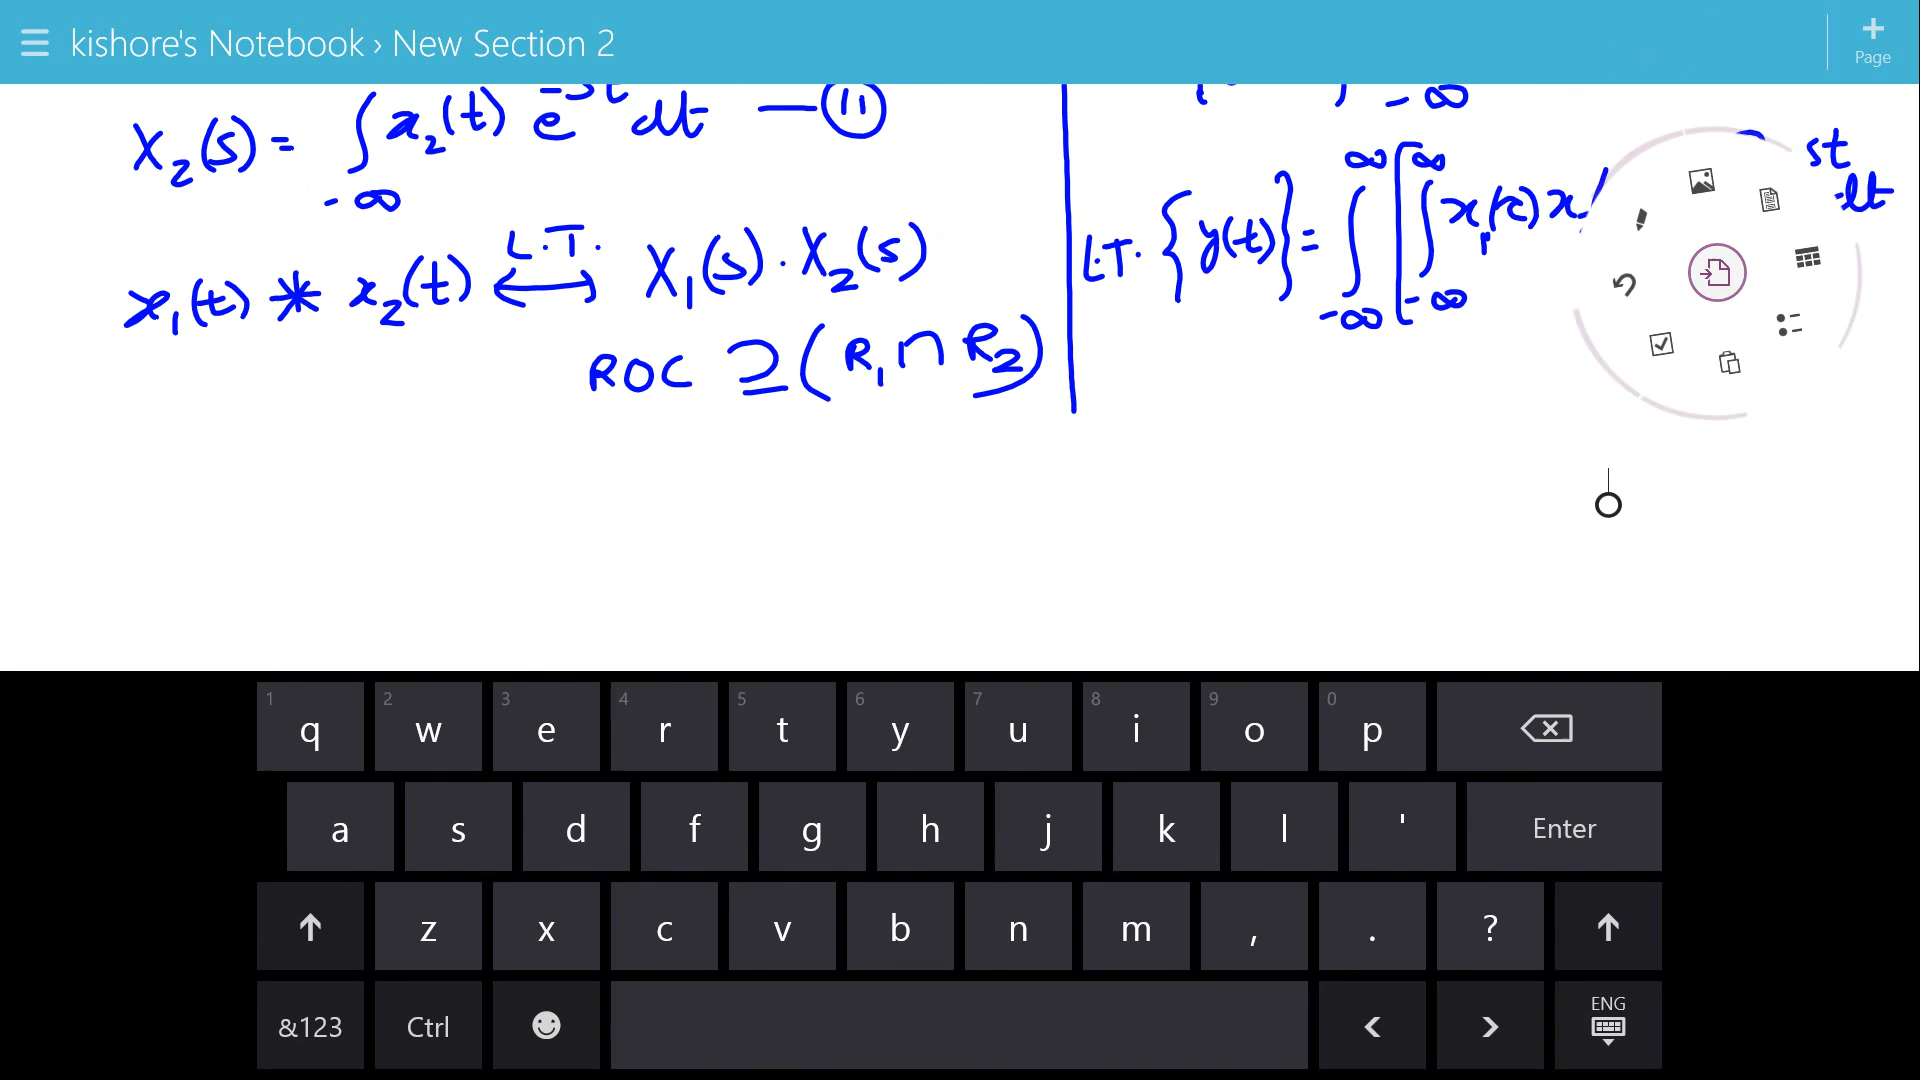 kishore's Notebook › New Section 2
+
Page
X₂(s) = ∫ x₂(t) e^-st dt — (11)
-∞
x₁(t) * x₂(t) L.T. ↔ X₁(s) · X₂(s)
ROC ⊇ (R₁ ∩ R₂)
-∞
L.T. { y(t) } = ∫ -∞ ∞ [ ∫ -∞ ∞ x₁(τ) x
st
dt
1 q 2 w 3 e 4 r 5 t 6 y 7 u 8 i 9 o 0 p
a s d f g h j k l ' Enter
z x c v b n m , . ?
&123 Ctrl < > ENG